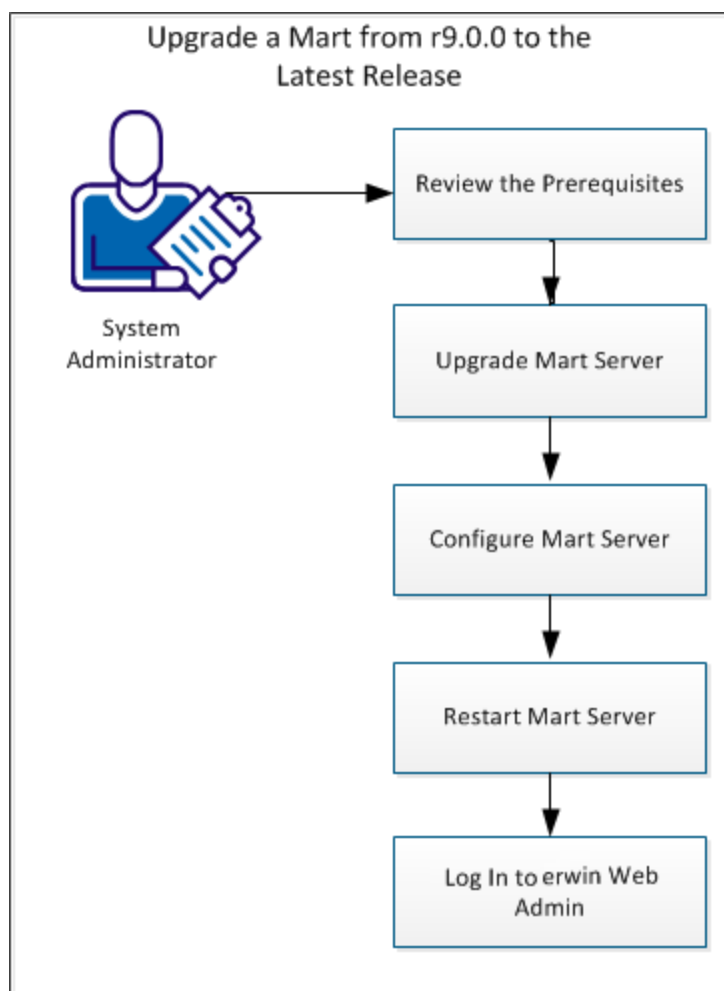 Upgrade a Mart from r9.0.0 to the
Latest Release
System
Administrator
Review the Prerequisites
Upgrade Mart Server
Configure Mart Server
Restart Mart Server
Log In to erwin Web
Admin